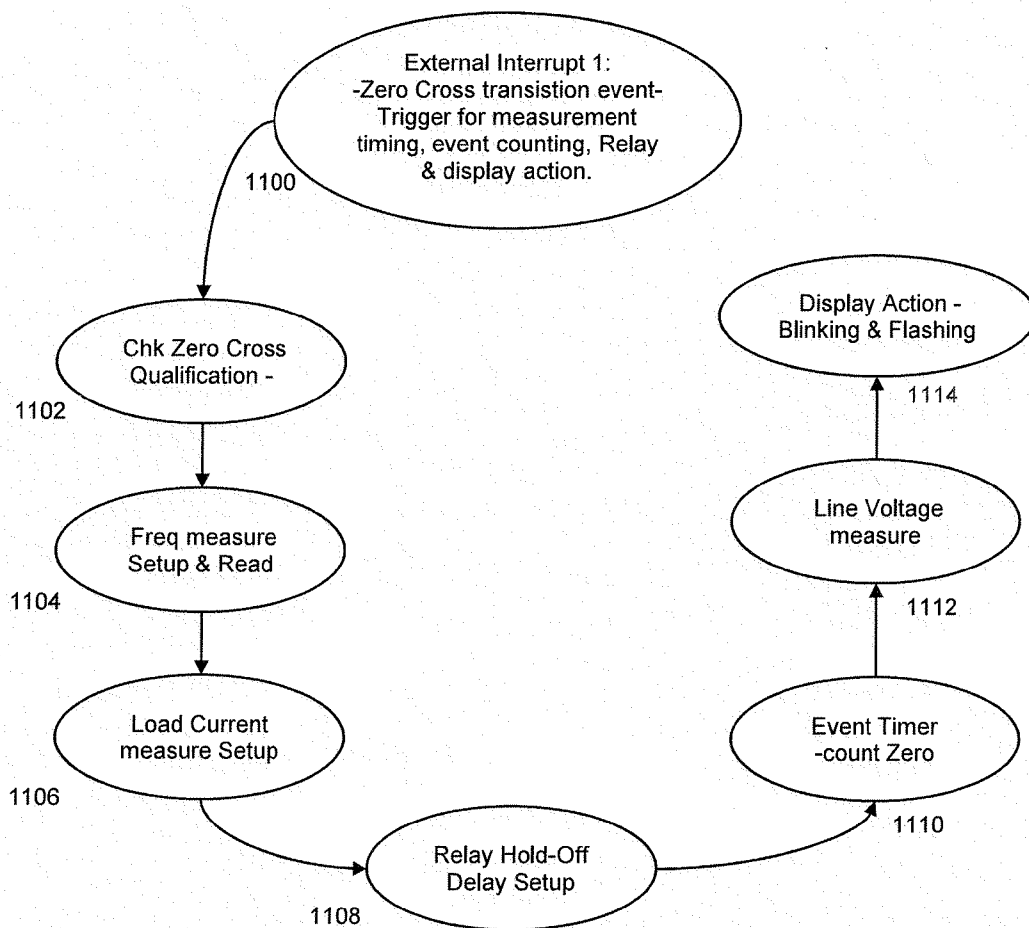 External Interrupt 1:
-Zero Cross transistion event-
Trigger for measurement
timing, event counting, Relay
& display action.
1100
Chk Zero Cross
Qualification -
1102
Freq measure
Setup & Read
1104
Load Current
measure Setup
1106
Relay Hold-Off
Delay Setup
1108
Event Timer
-count Zero
1110
Line Voltage
measure
1112
Display Action -
Blinking & Flashing
1114